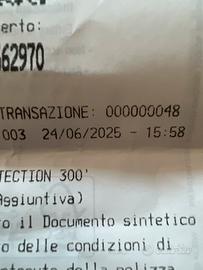 erto:
62970
TRANSAZIONE: 000000048
003 24/06/2025 - 15:58
TECTION 300'
Aggiuntiva)
o il Documento sintetico
o delle condizioni di